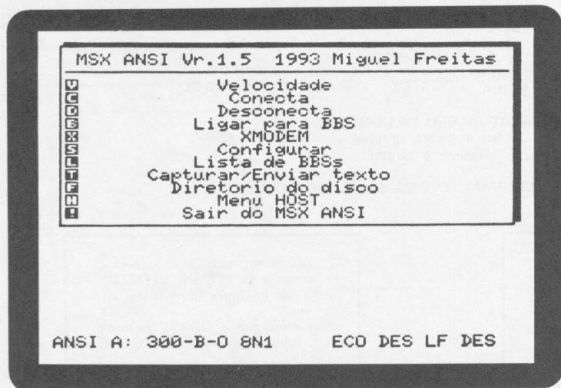 MSX ANSI Vr.1.5 1993 Miguel Freitas
V Velocidade
C Conecta
D Desconecta
B Ligar para BBS
X XMODEM
S Configurar
L Lista de BBSs
T Capturar/Enviar texto
F Diretorio do disco
H Menu HOST
! Sair do MSX ANSI
ANSI A: 300-B-O 8N1 ECO DES LF DES